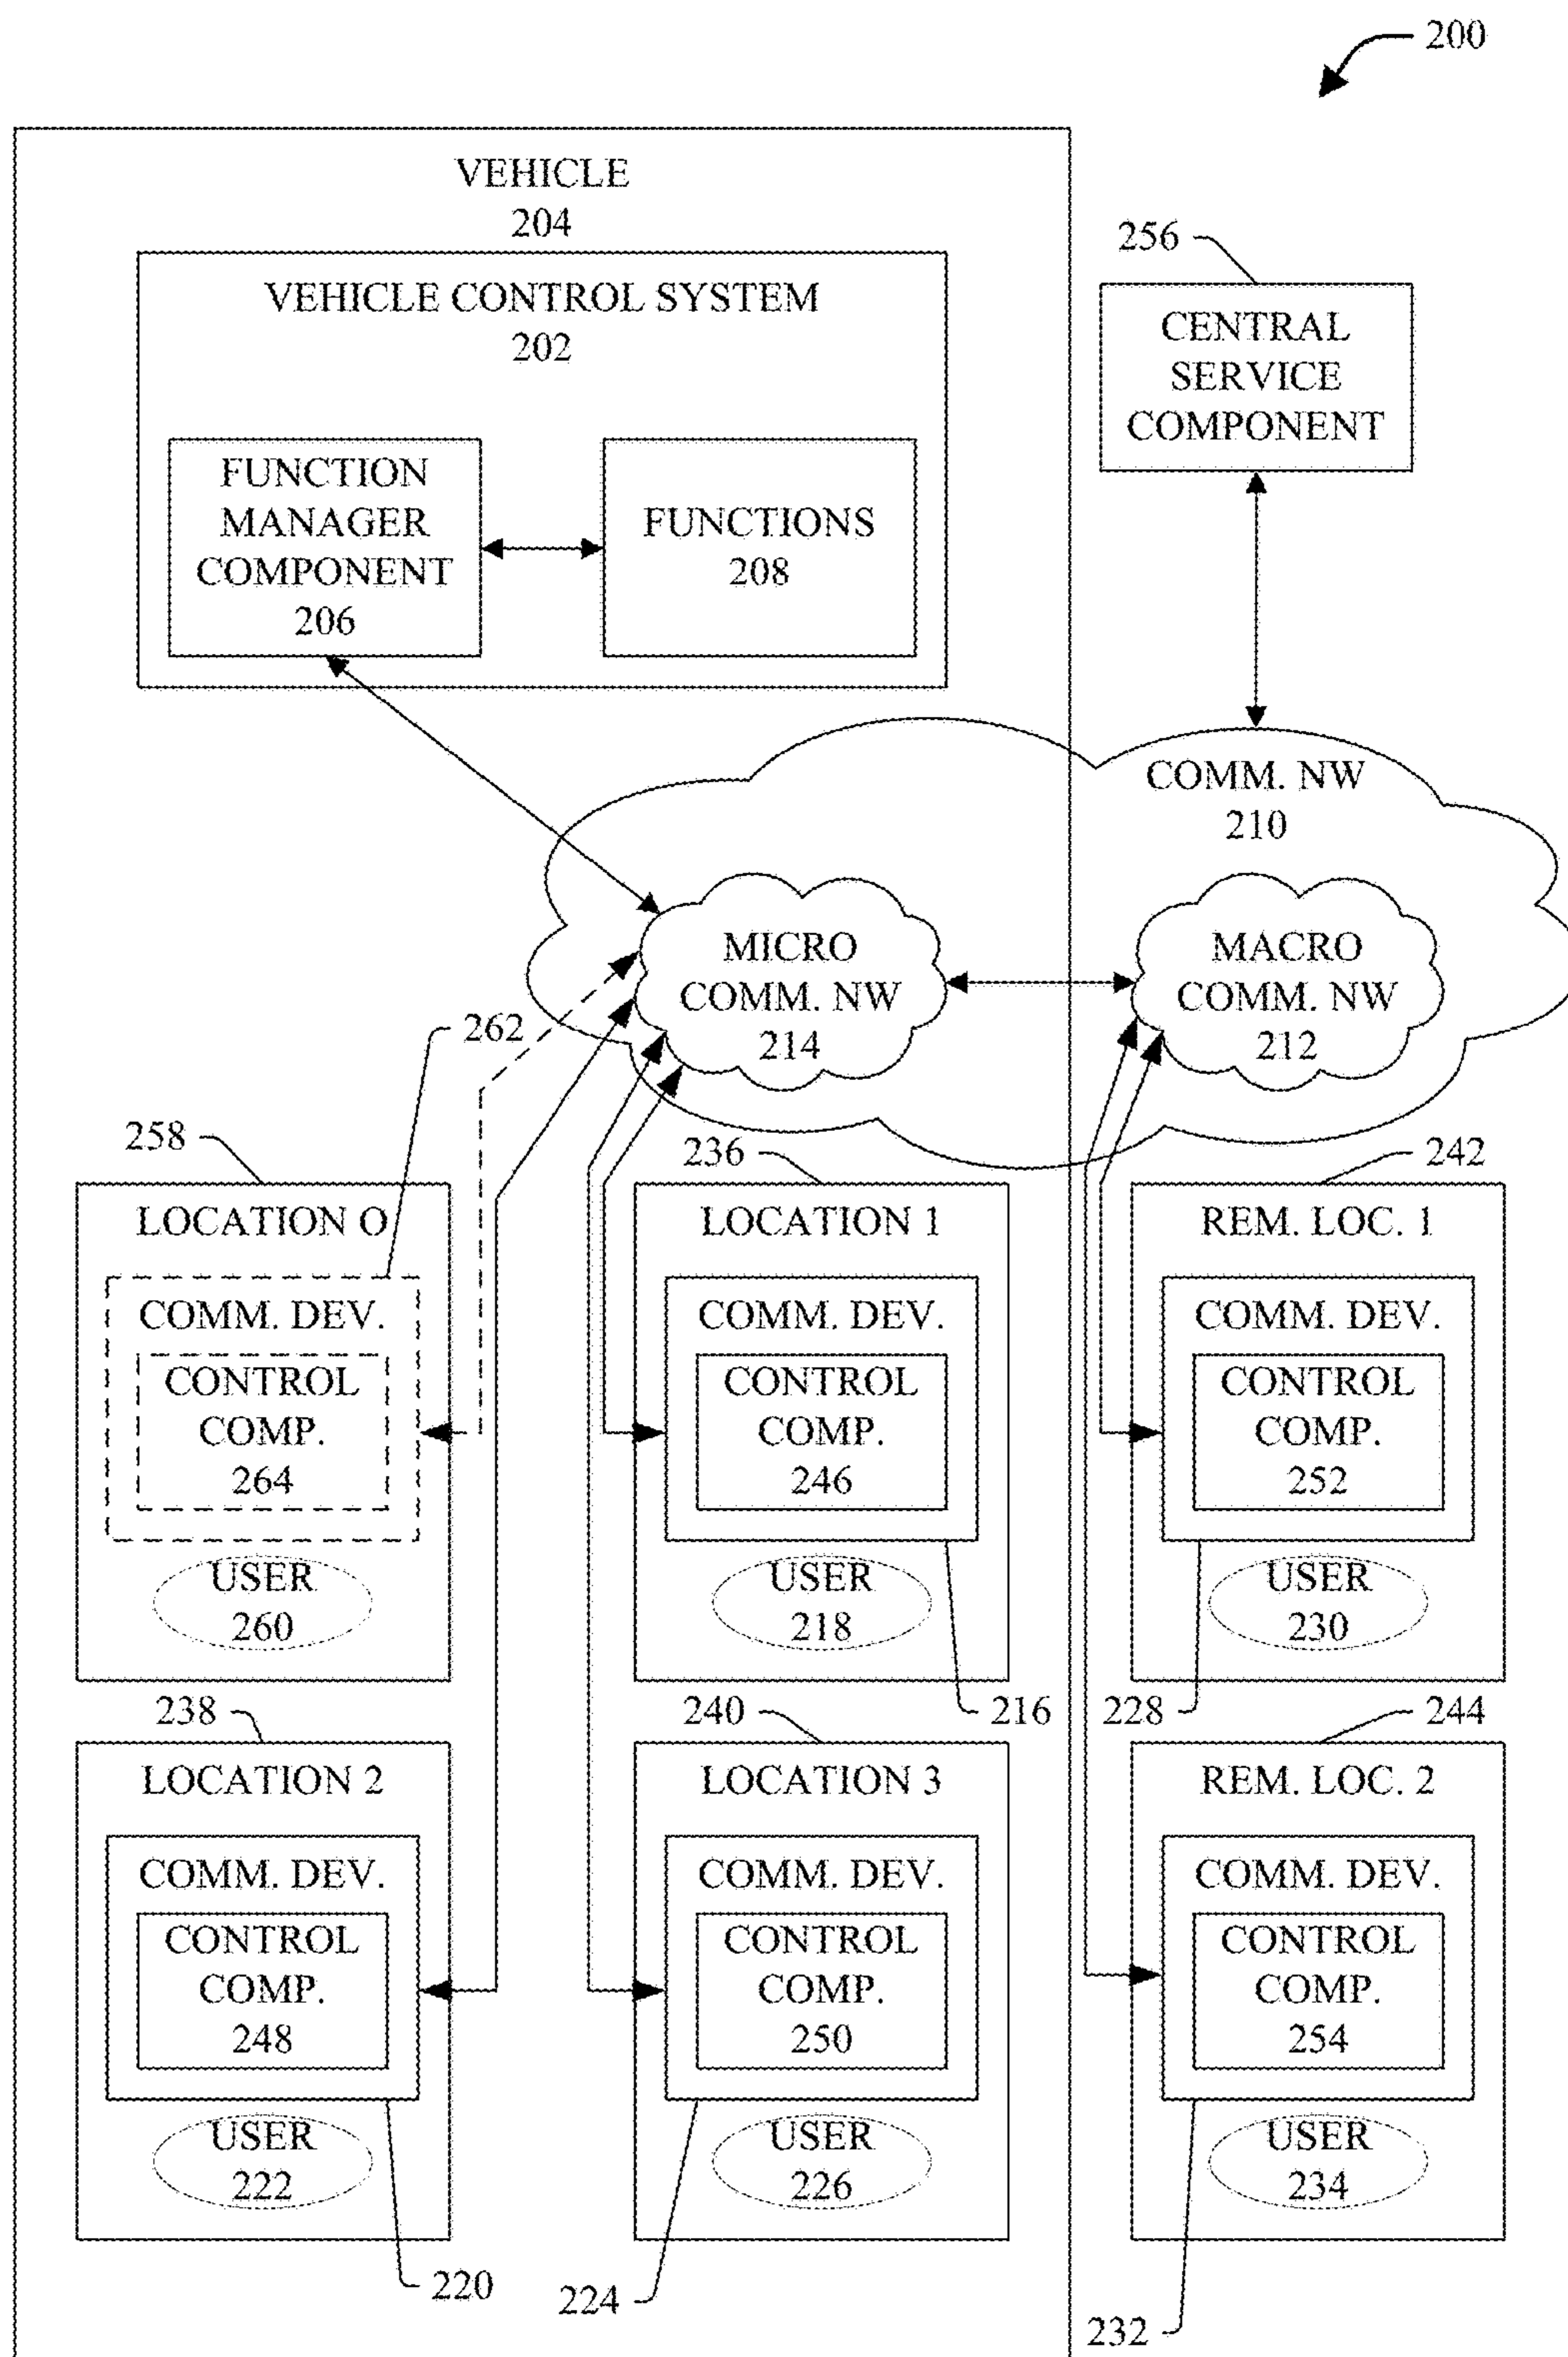 200
VEHICLE
204
VEHICLE CONTROL SYSTEM
202
FUNCTION
MANAGER
COMPONENT
206
FUNCTIONS
208
256
CENTRAL
SERVICE
COMPONENT
COMM. NW
210
MICRO
COMM. NW
214
MACRO
COMM. NW
212
262
258
LOCATION O
COMM. DEV.
CONTROL
COMP.
264
USER
260
236
LOCATION 1
COMM. DEV.
CONTROL
COMP.
246
USER
218
216
242
REM. LOC. 1
COMM. DEV.
CONTROL
COMP.
252
USER
230
228
238
LOCATION 2
COMM. DEV.
CONTROL
COMP.
248
USER
222
220
240
LOCATION 3
COMM. DEV.
CONTROL
COMP.
250
USER
226
224
244
REM. LOC. 2
COMM. DEV.
CONTROL
COMP.
254
USER
234
232